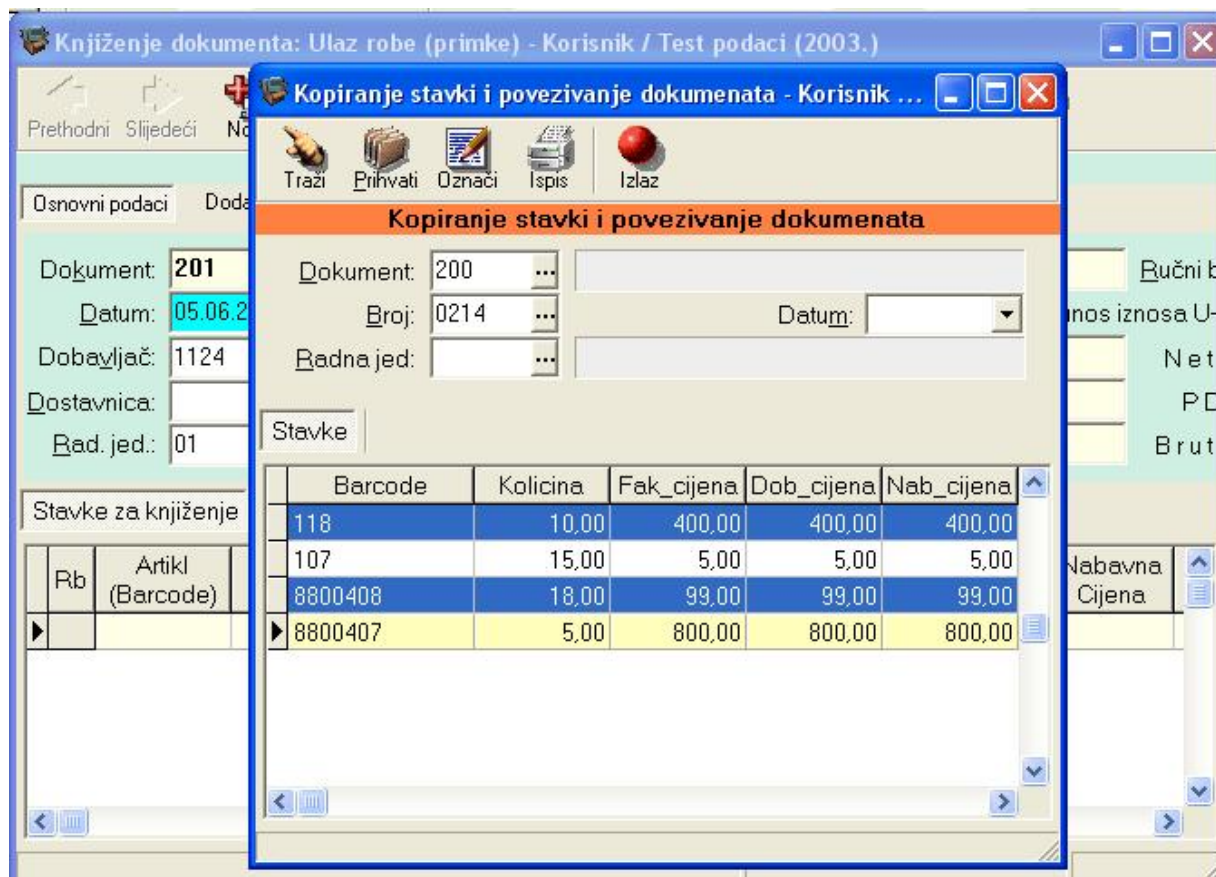 Knjiženje dokumenta: Ulaz robe (primke) - Korisnik / Test podaci (2003.)
Prethodni Slijedeći
Osnovni podaci
Dokument: 201
Datum: 05.06.2
Dobavljač: 1124
Dostavnica:
Rad. jed.: 01
Stavke za knjiženje
Rb Artikl (Barcode)
Kopiranje stavki i povezivanje dokumenata - Korisnik ...
Traži Prihvati Označi Ispis Izlaz
Kopiranje stavki i povezivanje dokumenata
Dokument: 200 ...
Broj: 0214 ... Datum:
Radna jed: ...
Stavke
Barcode Kolicina Fak_cijena Dob_cijena Nab_cijena
118 10,00 400,00 400,00 400,00
107 15,00 5,00 5,00 5,00
8800408 18,00 99,00 99,00 99,00
8800407 5,00 800,00 800,00 800,00
Ručni b
unos iznosa U-
Net
PD
Brut
Nabavna
Cijena